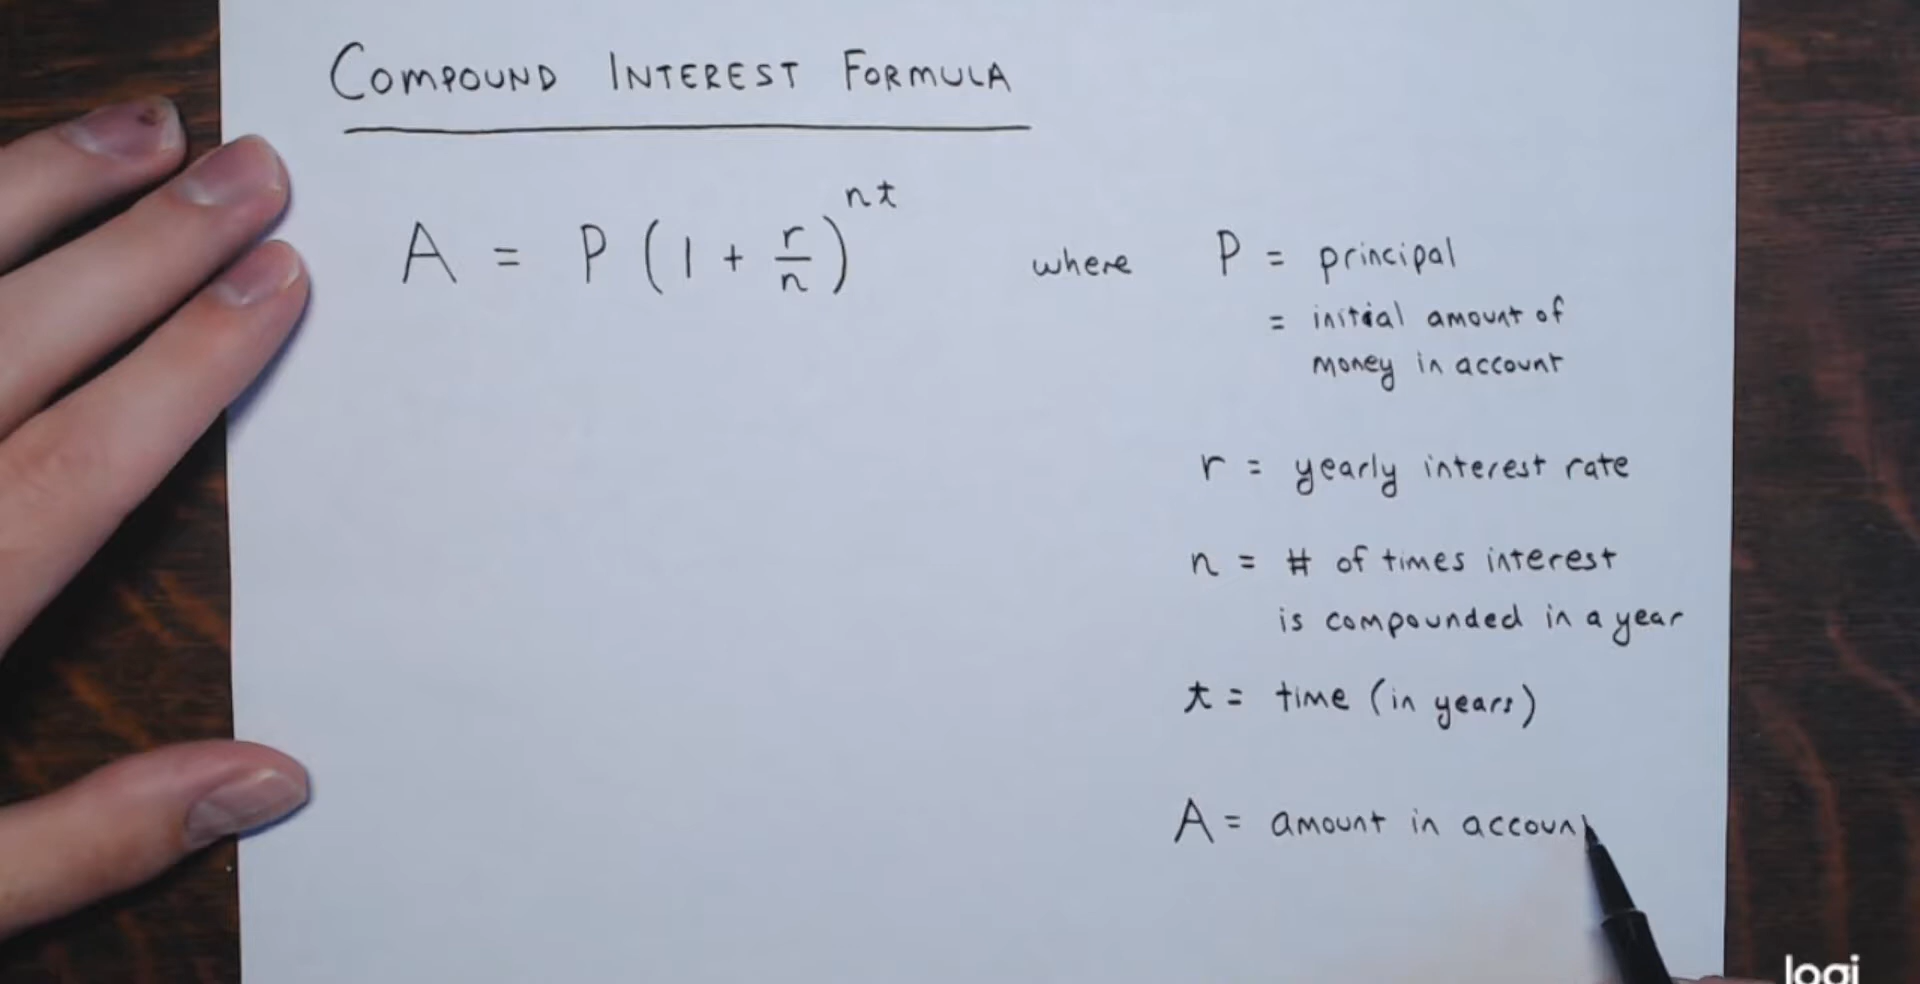 COMPOUND INTEREST FORMULA
A = P (1 + r/n)^nt where P = principal
= initial amount of
money in account
r = yearly interest rate
n = # of times interest
is compounded in a year
t = time (in years)
A = amount in accoun
logi